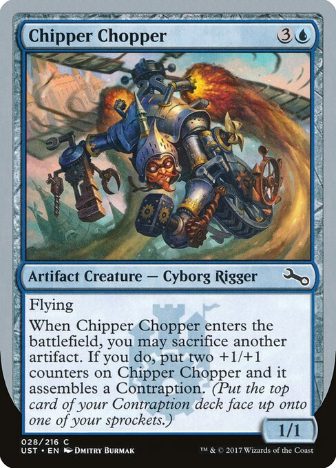 Chipper Chopper 3
Artifact Creature — Cyborg Rigger
Flying
When Chipper Chopper enters the
battlefield, you may sacrifice another
artifact. If you do, put two +1/+1
counters on Chipper Chopper and it
assembles a Contraption. (Put the top
card of your Contraption deck face up onto
one of your sprockets.)
1/1
028/216 C
UST • EN Dmitry Burmak
™ & © 2017 Wizards of the Coast